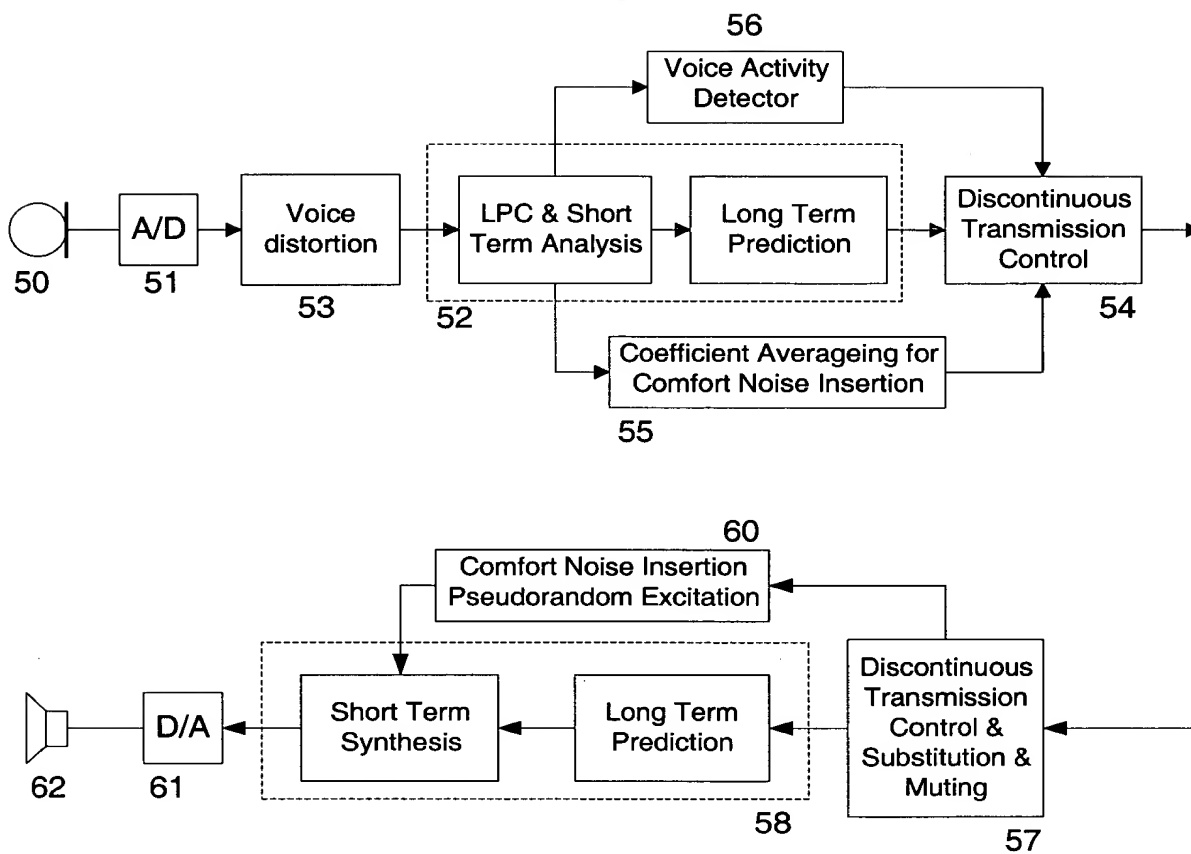 56
Voice Activity
Detector
A/D
Voice
distortion
LPC & Short
Term Analysis
Long Term
Prediction
Discontinuous
Transmission
Control
50
51
53
52
54
Coefficient Averageing for
Comfort Noise Insertion
55
60
Comfort Noise Insertion
Pseudorandom Excitation
D/A
Short Term
Synthesis
Long Term
Prediction
Discontinuous
Transmission
Control &
Substitution &
Muting
62
61
58
57